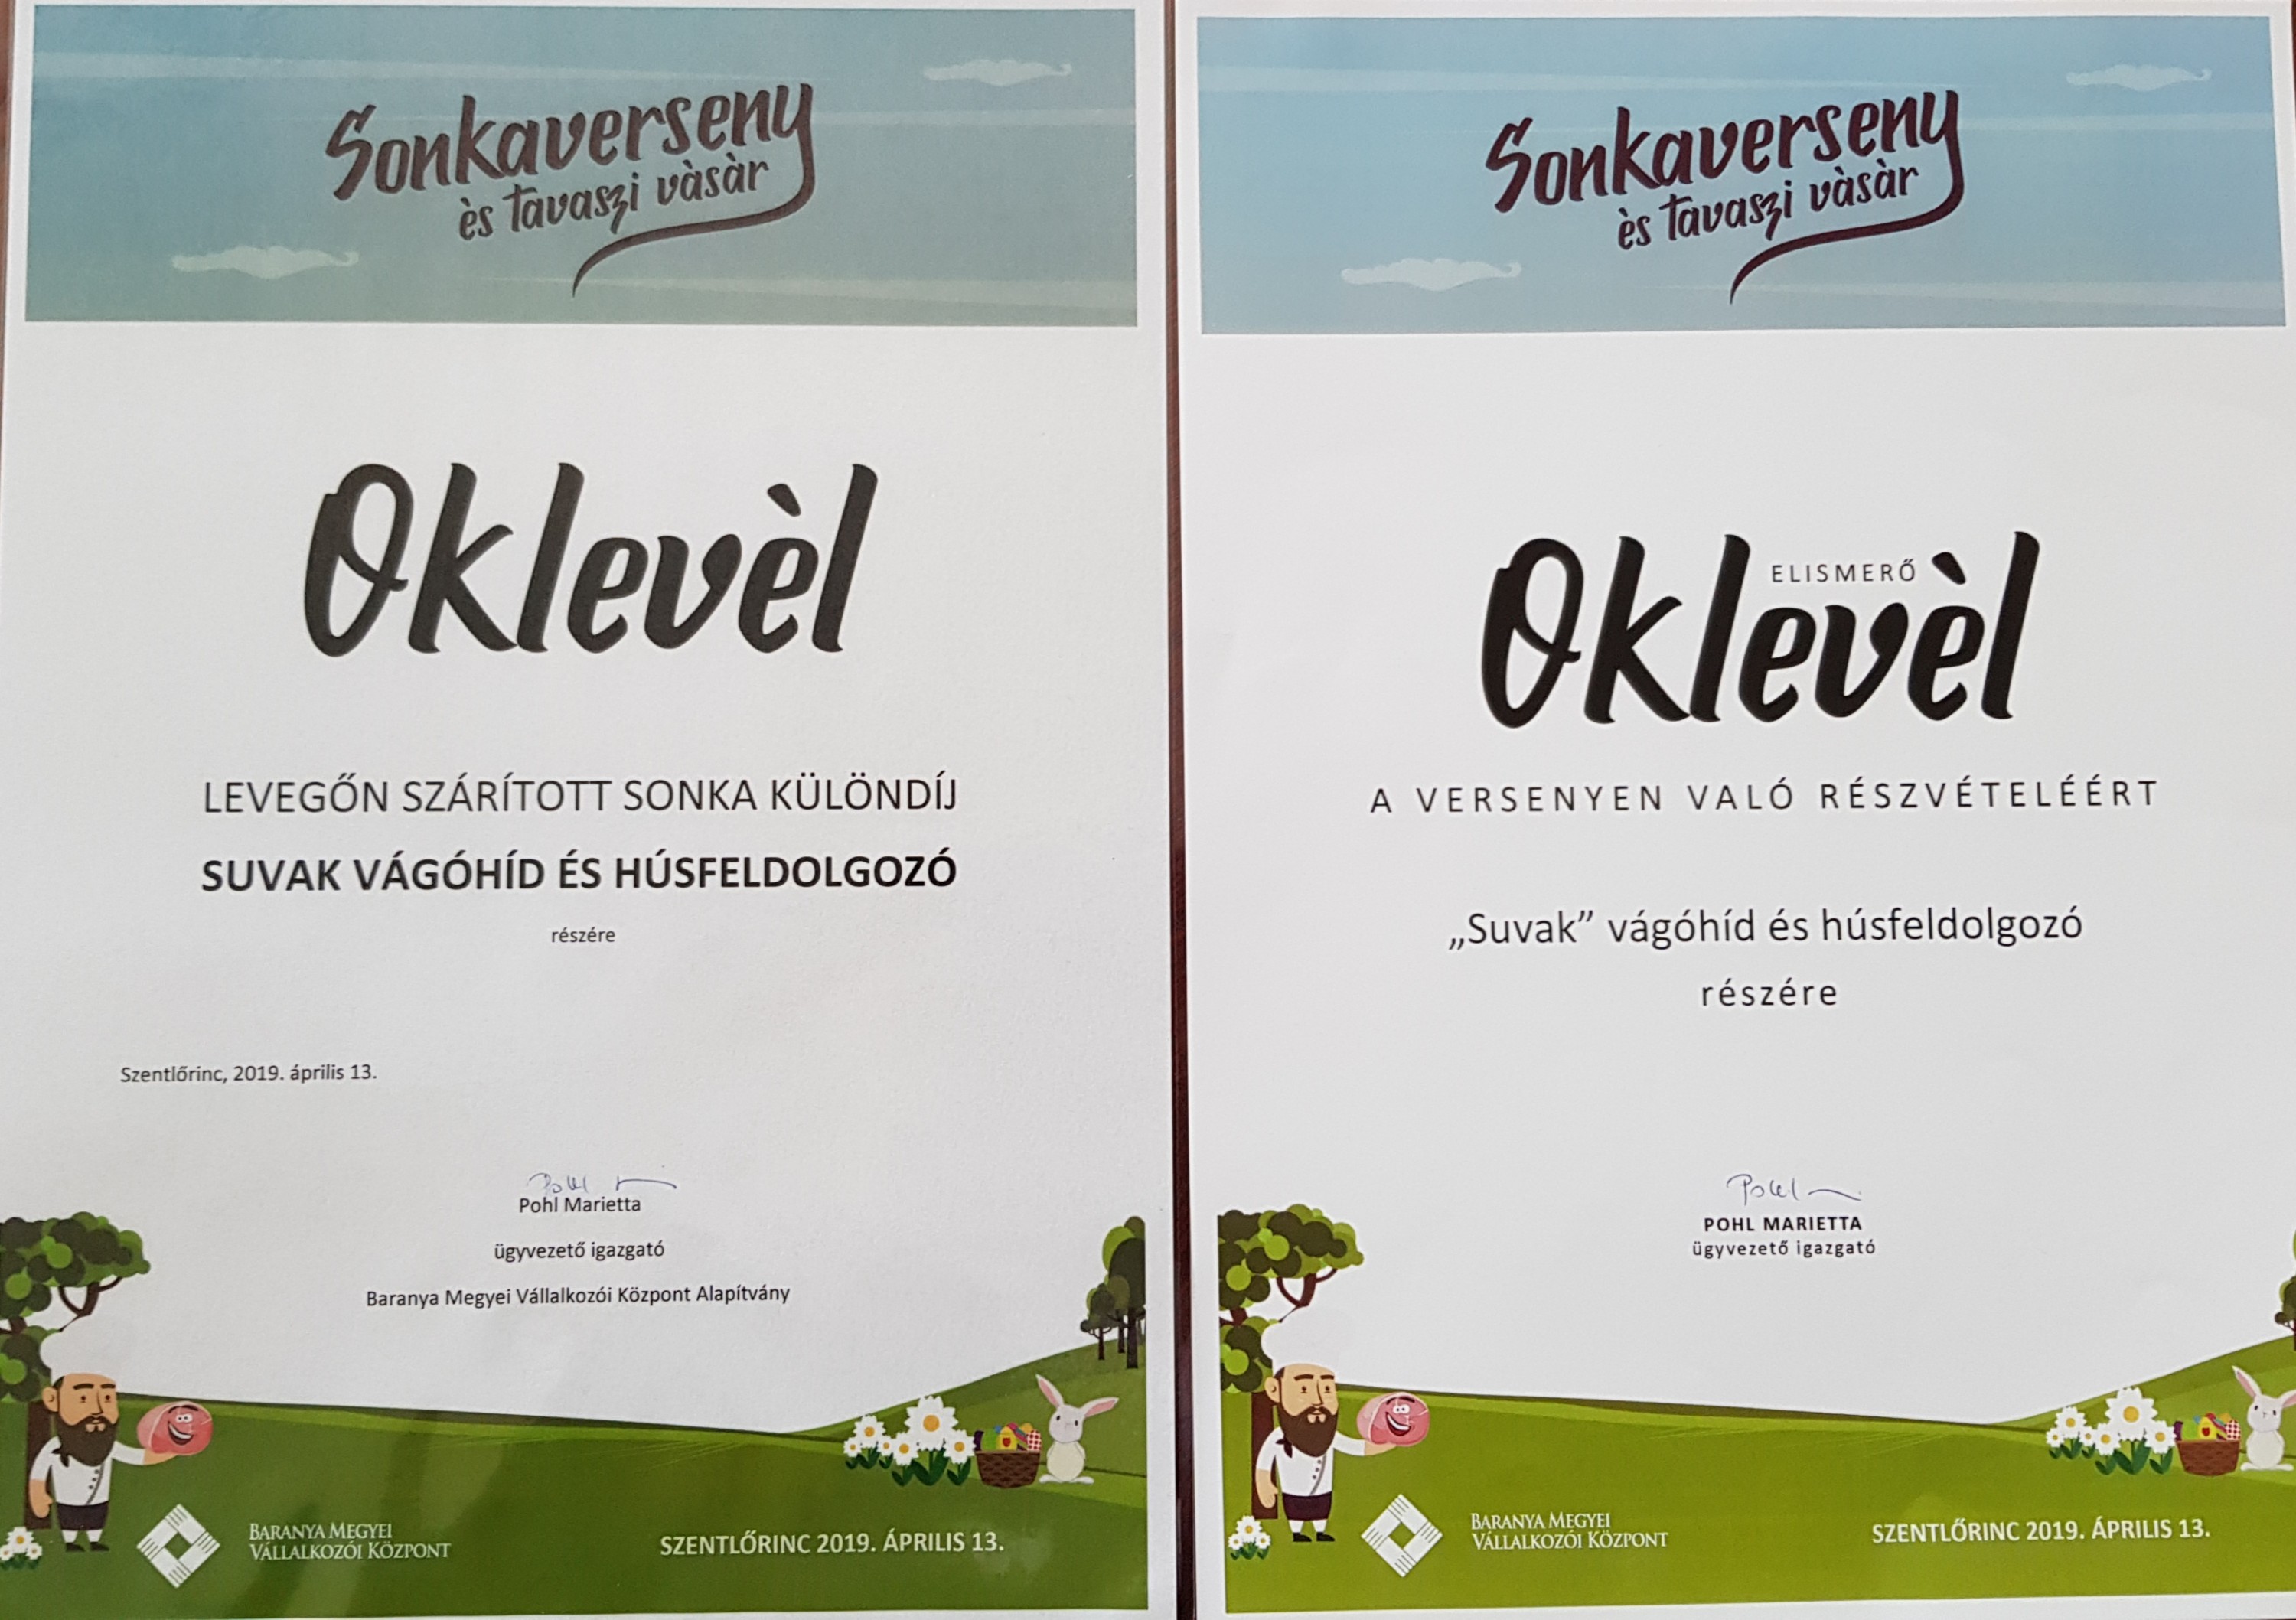 Sonkaverseny
ès tavaszi vàsàr
Oklevèl
LEVEGŐN SZÁRÍTOTT SONKA KÜLÖNDÍJ
SUVAK VÁGÓHÍD ÉS HÚSFELDOLGOZÓ
részére
Szentlőrinc, 2019. április 13.
Pohl
Pohl Marietta
ügyvezető igazgató
Baranya Megyei Vállalkozói Központ Alapítvány
BARANYA MEGYEI
VÁLLALKOZÓI KÖZPONT
SZENTLŐRINC 2019. ÁPRILIS 13.
Sonkaverseny
ès tavaszi vàsàr
ELISMERŐ
Oklevèl
A VERSENYEN VALÓ RÉSZVÉTELÉÉRT
„Suvak” vágóhíd és húsfeldolgozó
részére
Pohl
POHL MARIETTA
ügyvezető igazgató
BARANYA MEGYEI
VÁLLALKOZÓI KÖZPONT
SZENTLŐRINC 2019. ÁPRILIS 13.